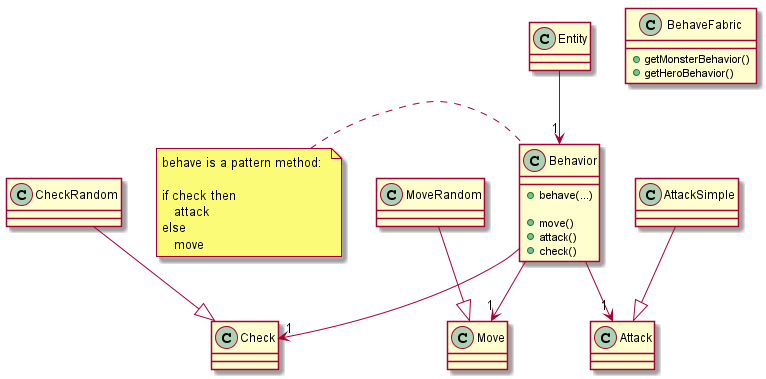 C BehaveFabric
getMonsterBehavior()
getHeroBehavior()
C Entity
1
behave is a pattern method:
if check then
attack
else
move
C Behavior
behave(...)
move()
attack()
check()
C CheckRandom
C MoveRandom
C AttackSimple
1
1
1
C Check
C Move
C Attack